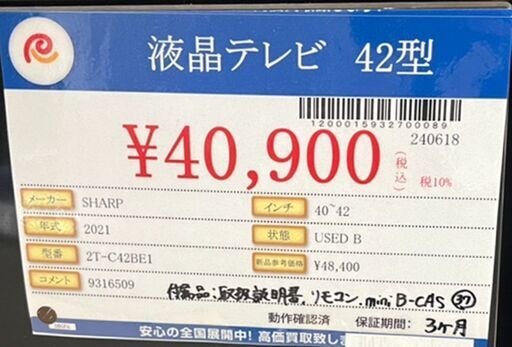 液晶テレビ 42型
1200015932700089
240618
¥40,900 (税込) 税10%
メーカー SHARP
インチ 40~42
年式 2021
状態 USED B
型番 2T-C42BE1
新品参考価格 ¥48,400
コメント 9316509
付属品:取扱説明書,リモコン,mini B-CAS 37
動作確認済 保証期間: 3ヶ月
安心の全国展開中! 高価買取致しま